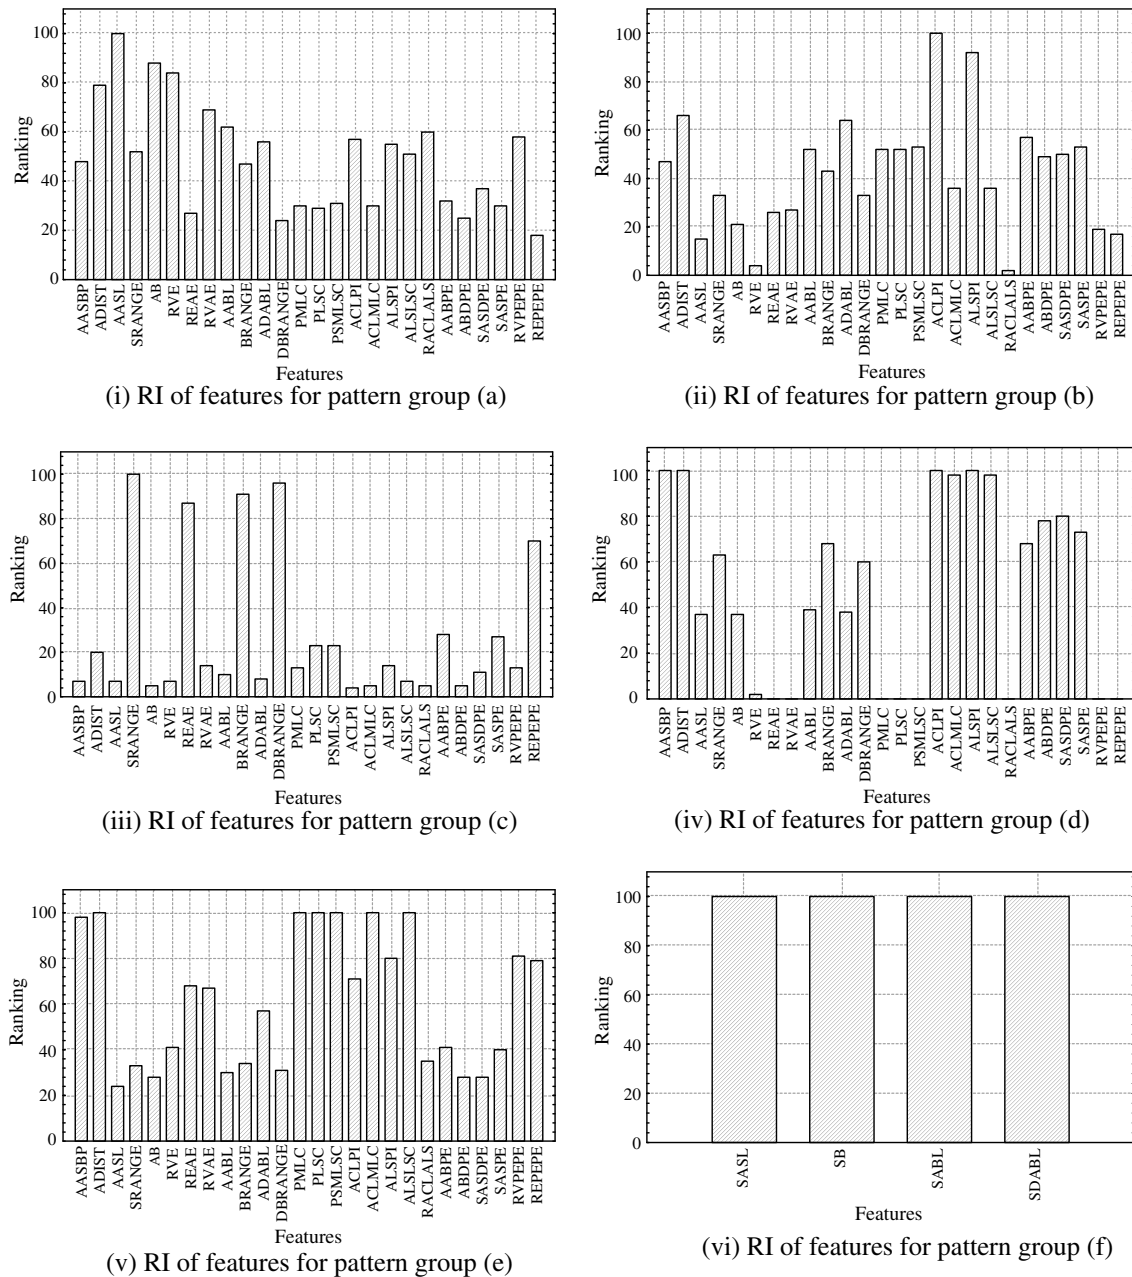 100
80
60
40
20
0
Ranking
AASBP
ADIST
AASL
SRANGE
AB
RVE
REAE
RVAE
AABL
BRANGE
ADABL
DBRANGE
PMLC
PLSC
PSMLSC
ACLPI
ACLMLC
ALSPI
ALSLSC
RACLALS
AABPE
ABDPE
SASDPE
SASPE
RVPEPE
REPEPE
Features
(i) RI of features for pattern group (a)
100
80
60
40
20
0
Ranking
AASBP
ADIST
AASL
SRANGE
AB
RVE
REAE
RVAE
AABL
BRANGE
ADABL
DBRANGE
PMLC
PLSC
PSMLSC
ACLPI
ACLMLC
ALSPI
ALSLSC
RACLALS
AABPE
ABDPE
SASDPE
SASPE
RVPEPE
REPEPE
Features
(ii) RI of features for pattern group (b)
100
80
60
40
20
0
Ranking
AASBP
ADIST
AASL
SRANGE
AB
RVE
REAE
RVAE
AABL
BRANGE
ADABL
DBRANGE
PMLC
PLSC
PSMLSC
ACLPI
ACLMLC
ALSPI
ALSLSC
RACLALS
AABPE
ABDPE
SASDPE
SASPE
RVPEPE
REPEPE
Features
(iii) RI of features for pattern group (c)
100
80
60
40
20
0
Ranking
AASBP
ADIST
AASL
SRANGE
AB
RVE
REAE
RVAE
AABL
BRANGE
ADABL
DBRANGE
PMLC
PLSC
PSMLSC
ACLPI
ACLMLC
ALSPI
ALSLSC
RACLALS
AABPE
ABDPE
SASDPE
SASPE
RVPEPE
REPEPE
Features
(iv) RI of features for pattern group (d)
100
80
60
40
20
0
Ranking
AASBP
ADIST
AASL
SRANGE
AB
RVE
REAE
RVAE
AABL
BRANGE
ADABL
DBRANGE
PMLC
PLSC
PSMLSC
ACLPI
ACLMLC
ALSPI
ALSLSC
RACLALS
AABPE
ABDPE
SASDPE
SASPE
RVPEPE
REPEPE
Features
(v) RI of features for pattern group (e)
100
80
60
40
20
0
Ranking
SASL
SB
SABL
SDABL
Features
(vi) RI of features for pattern group (f)